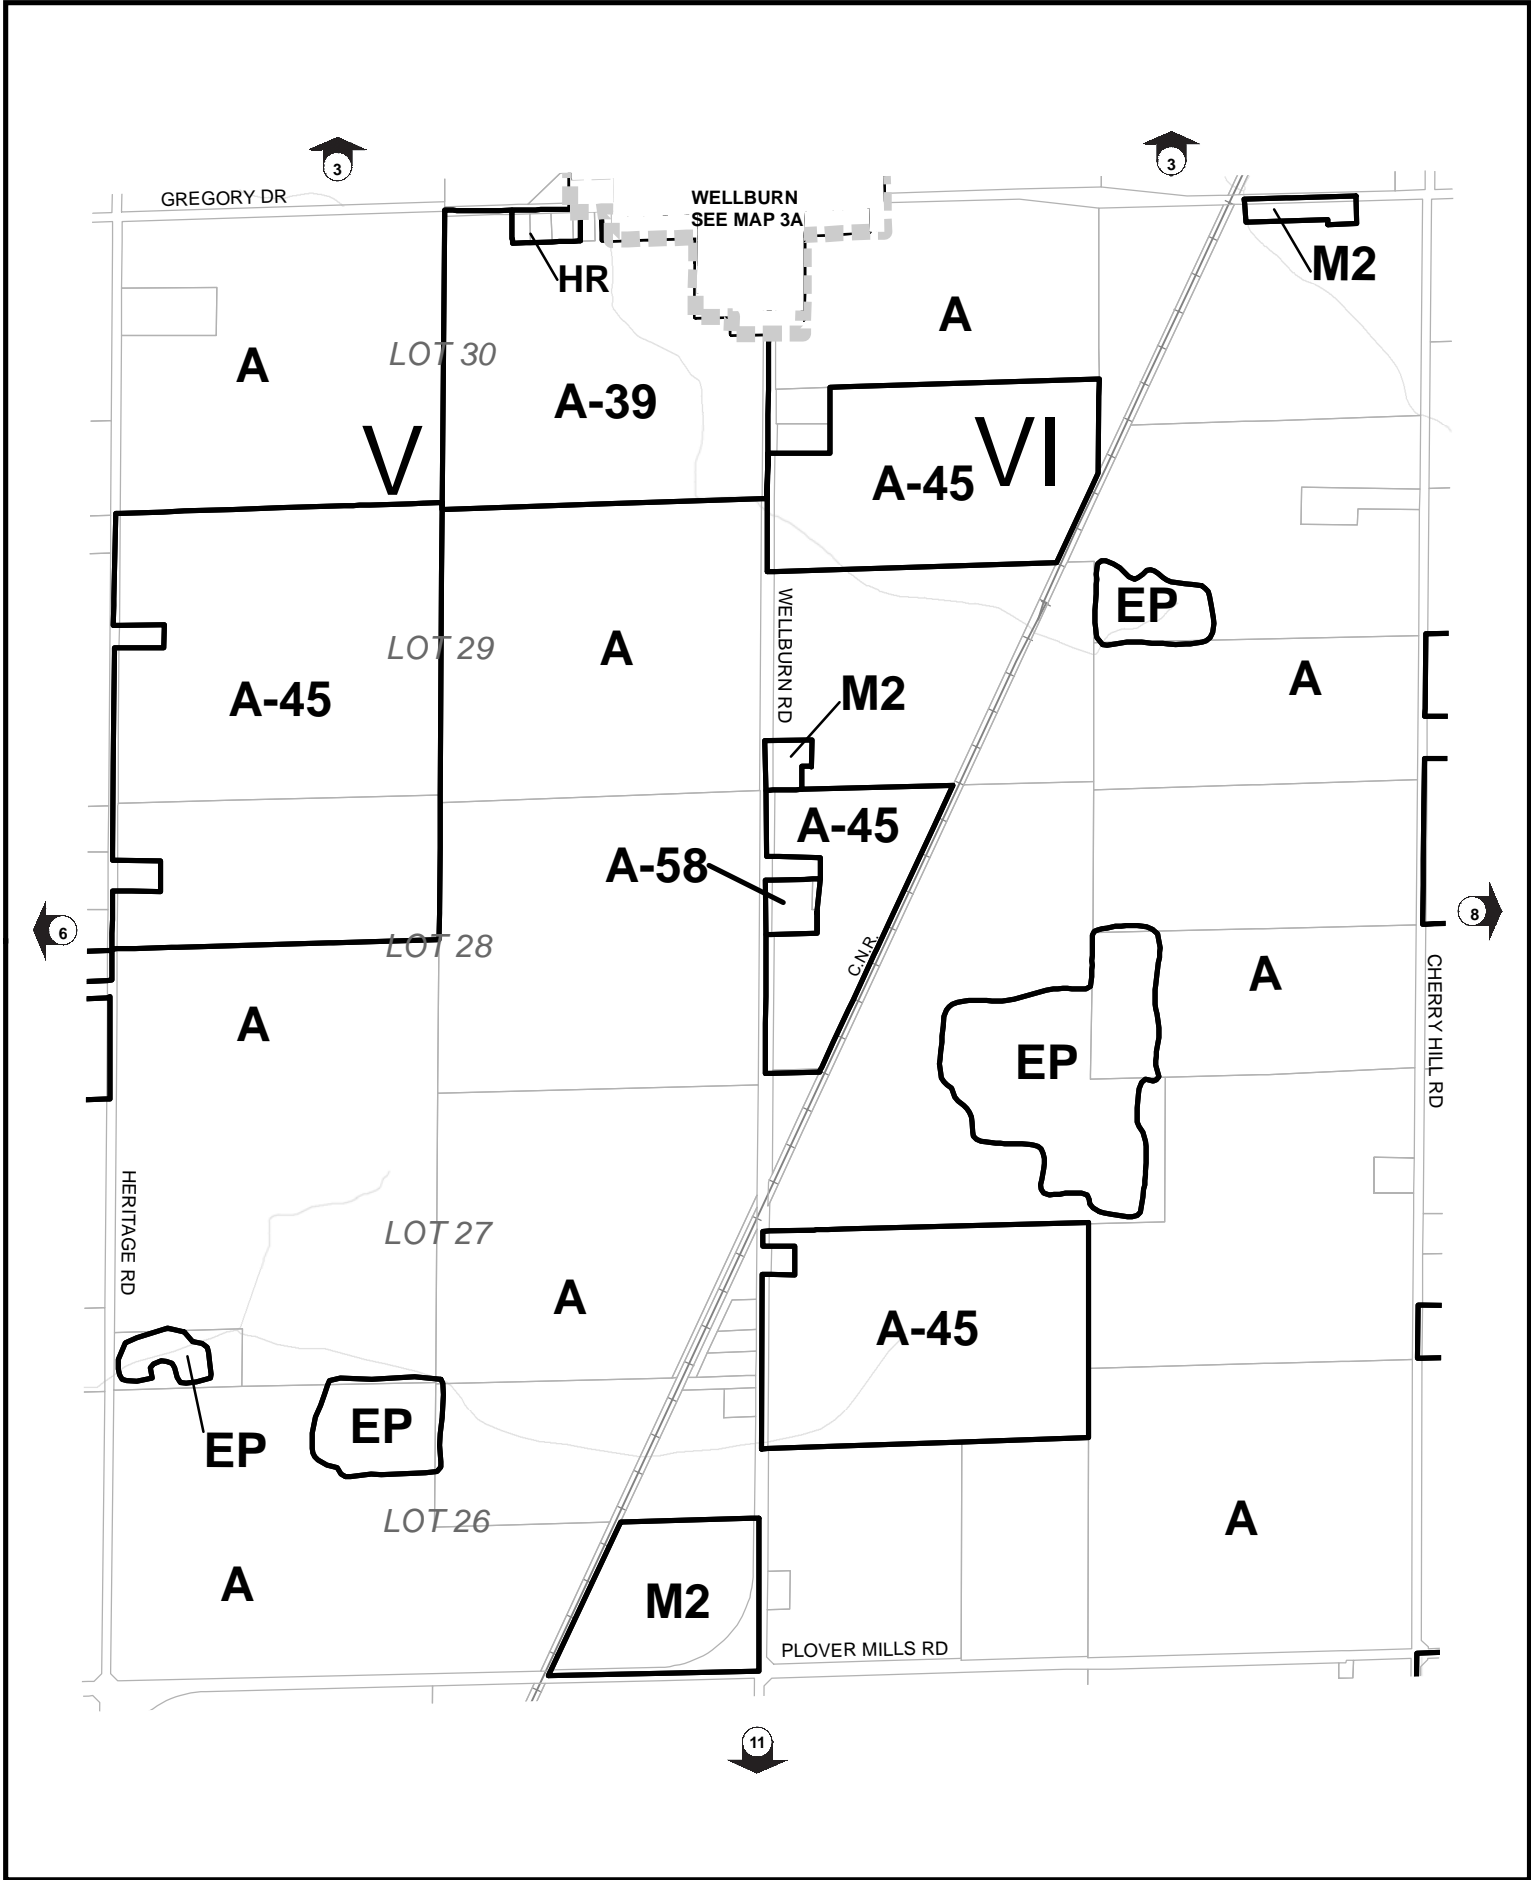 3
3
GREGORY DR
WELLBURN
SEE MAP 3A
HR
M2
A
LOT 30
A
A-39
V
VI
A-45
EP
WELLBURN RD
LOT 29
A
A
A-45
M2
A-45
A-58
6
8
LOT 28
C.N.R.
CHERRY HILL RD
A
A
EP
HERITAGE RD
LOT 27
A
A-45
EP
EP
LOT 26
A
A
M2
PLOVER MILLS RD
11